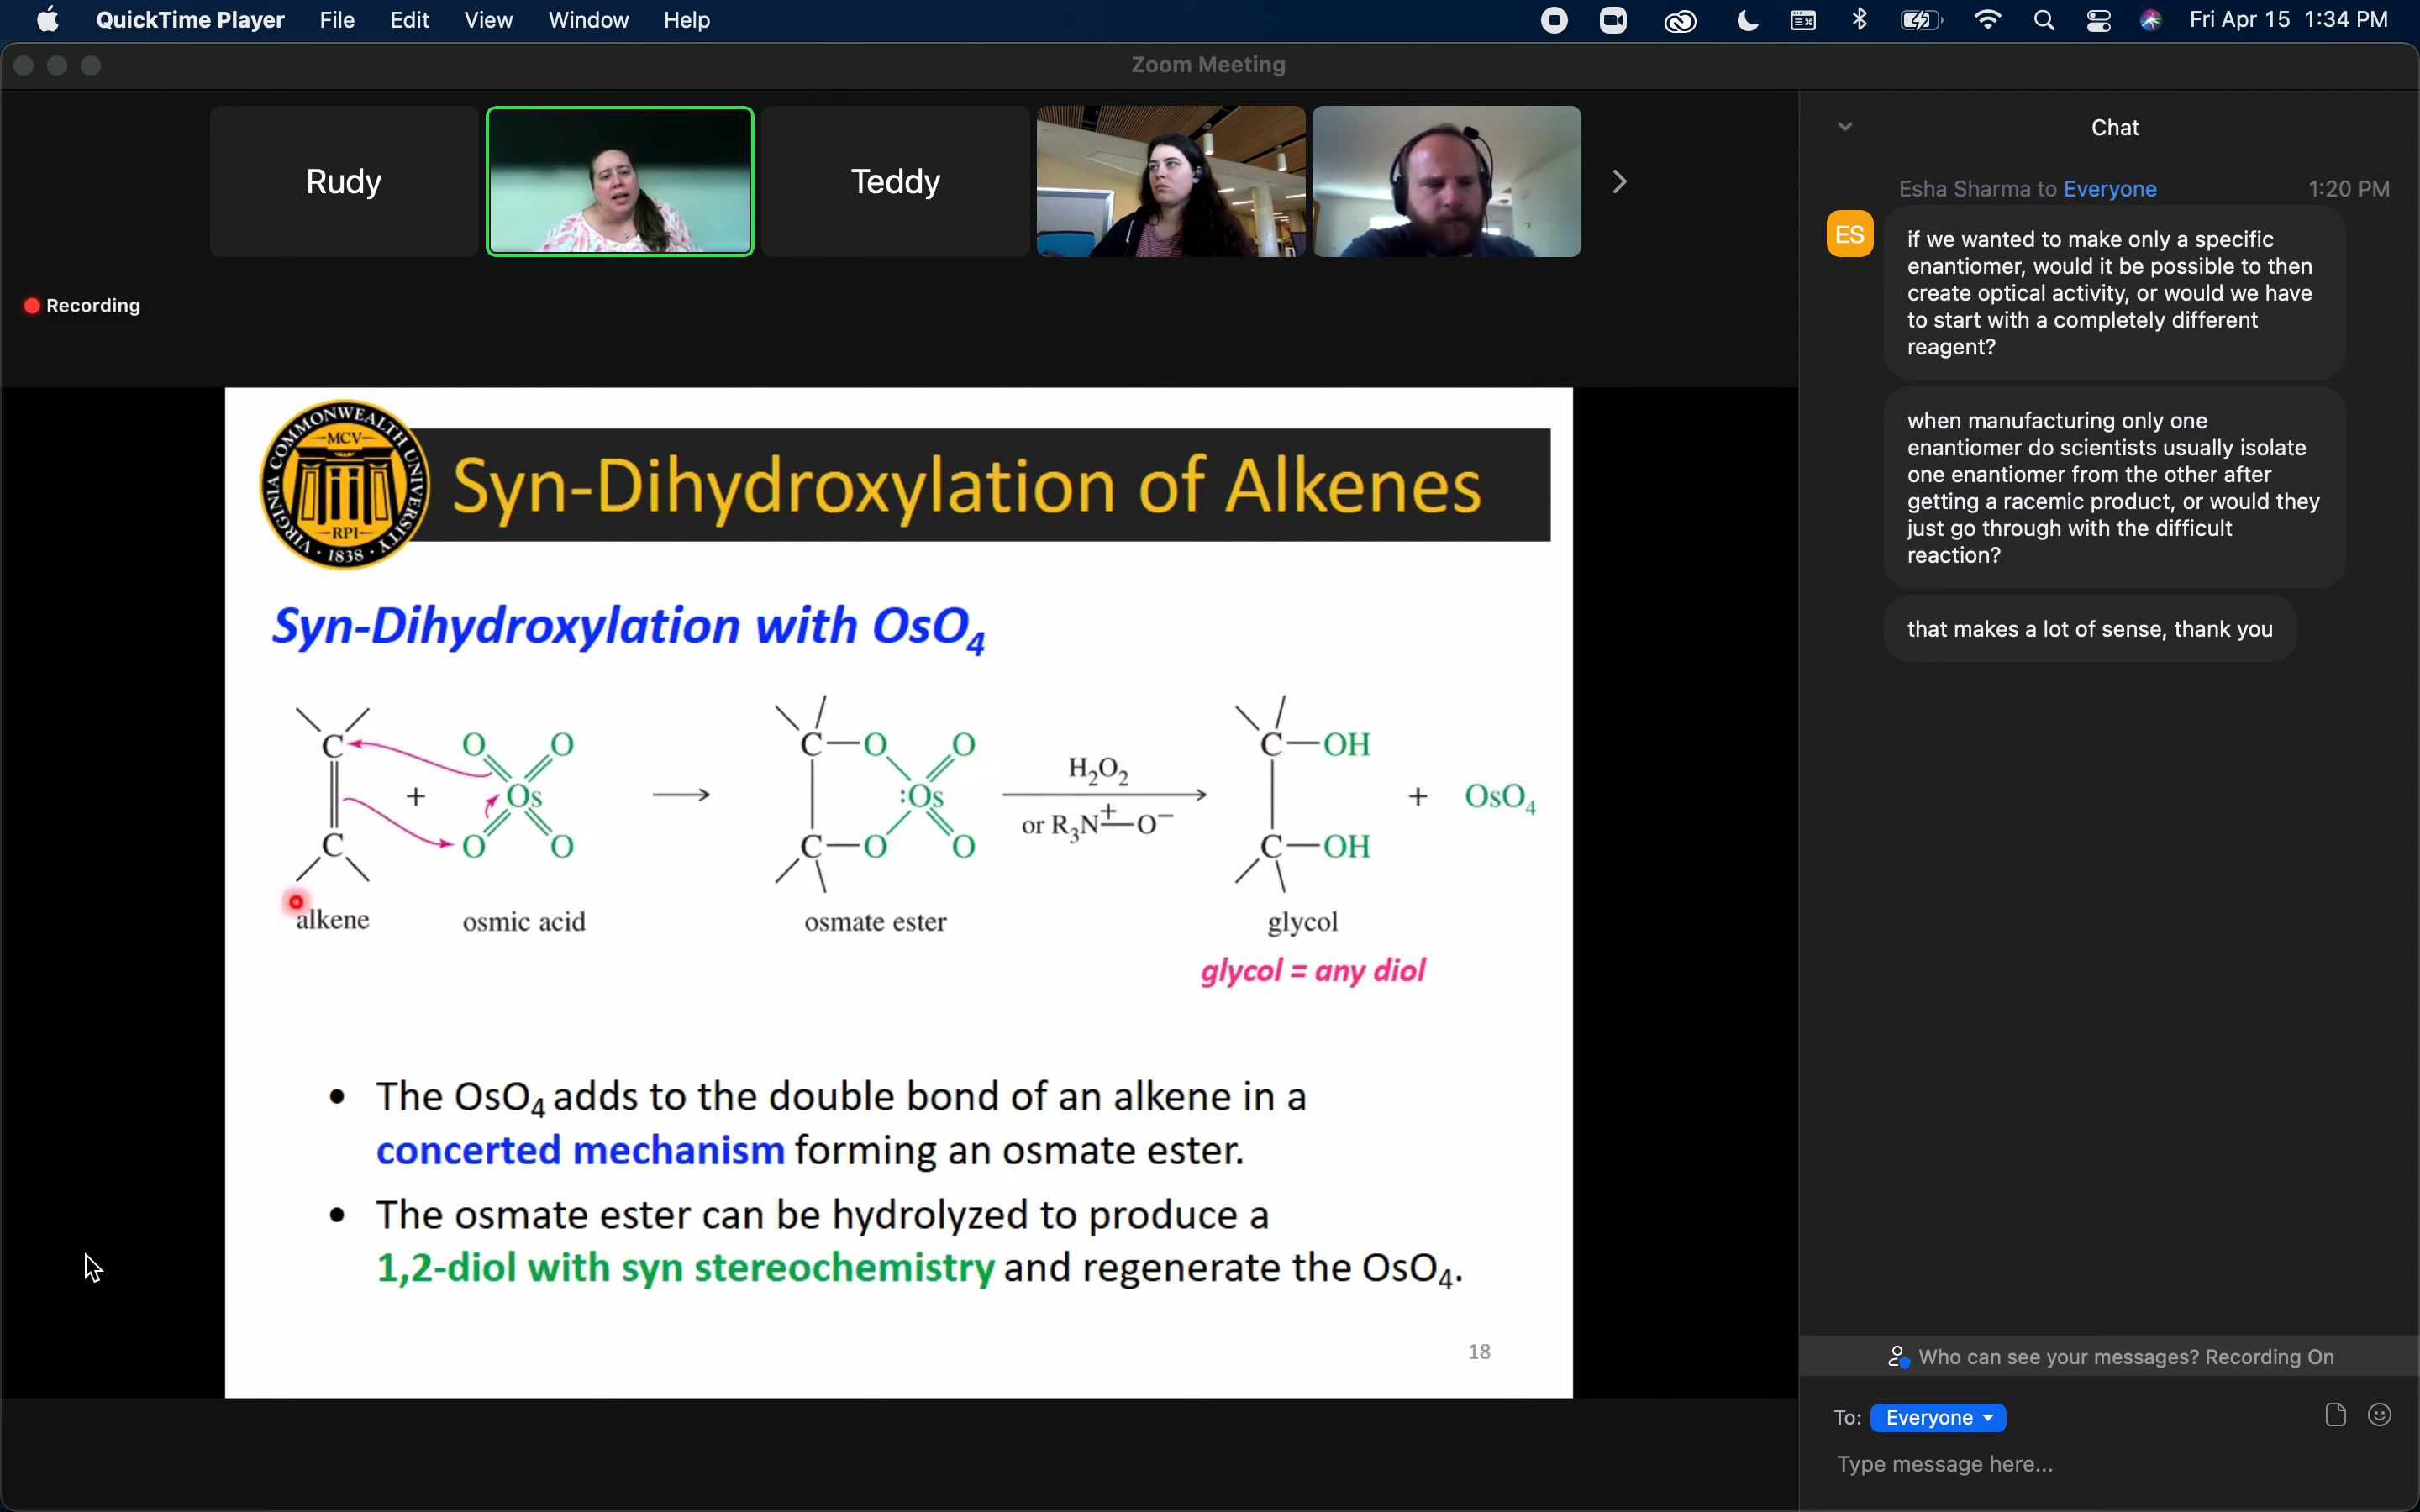 QuickTime Player File Edit View Window Help Fri Apr 15 1:34 PM
Zoom Meeting
Rudy
Teddy
Recording
Chat
Esha Sharma to Everyone 1:20 PM
ES
if we wanted to make only a specific
enantiomer, would it be possible to then
create optical activity, or would we have
to start with a completely different
reagent?
when manufacturing only one
enantiomer do scientists usually isolate
one enantiomer from the other after
getting a racemic product, or would they
just go through with the difficult
reaction?
that makes a lot of sense, thank you
Who can see your messages? Recording On
To: Everyone
Type message here...
VIRGINIA COMMONWEALTH UNIVERSITY
MCV
RPI
1838
Syn-Dihydroxylation of Alkenes
Syn-Dihydroxylation with OsO₄
C O O C—O O H₂O₂ C—OH
+ Os :Os + OsO₄
C O O C—O O or R₃N⁺—O⁻ C—OH
alkene osmic acid osmate ester glycol
glycol = any diol
• The OsO₄ adds to the double bond of an alkene in a
concerted mechanism forming an osmate ester.
• The osmate ester can be hydrolyzed to produce a
1,2-diol with syn stereochemistry and regenerate the OsO₄.
18